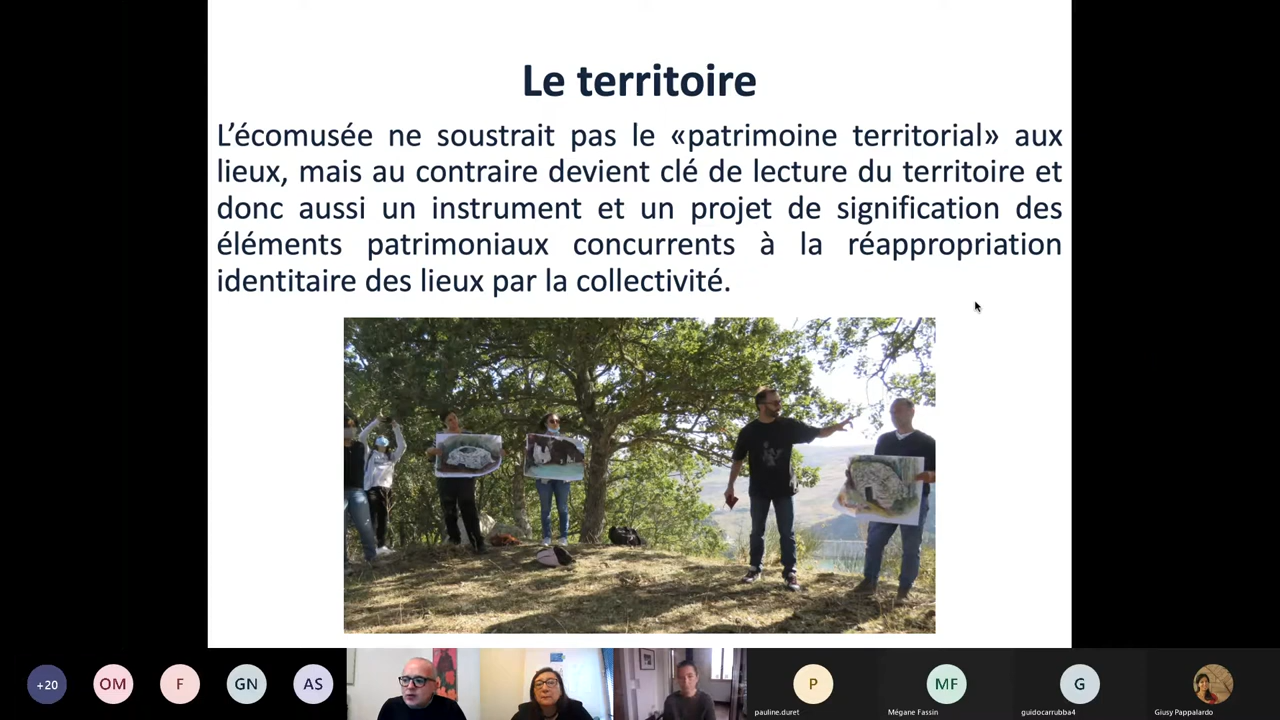 Le territoire
L’écomusée ne soustrait pas le «patrimoine territorial» aux
lieux, mais au contraire devient clé de lecture du territoire et
donc aussi un instrument et un projet de signification des
éléments patrimoniaux concurrents à la réappropriation
identitaire des lieux par la collectivité.
+20
OM
F
GN
AS
P
MF
G
pauline.duret
Mégane Fassin
guidocarrubba4
Giusy Pappalardo